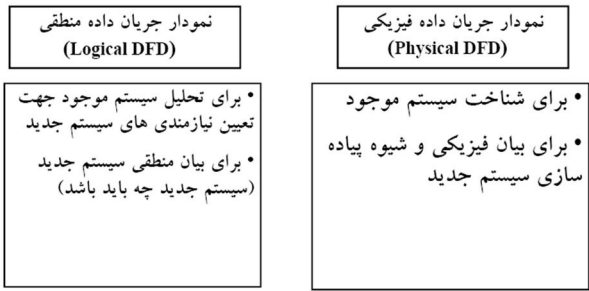 نمودار جریان داده فیزیکی
(Physical DFD)
• برای شناخت سیستم موجود
• برای بیان فیزیکی و شیوه پیاده
سازی سیستم جدید
نمودار جریان داده منطقی
(Logical DFD)
• برای تحلیل سیستم موجود جهت
تعیین نیازمندی های سیستم جدید
• برای بیان منطقی سیستم جدید
(سیستم جدید چه باید باشد)